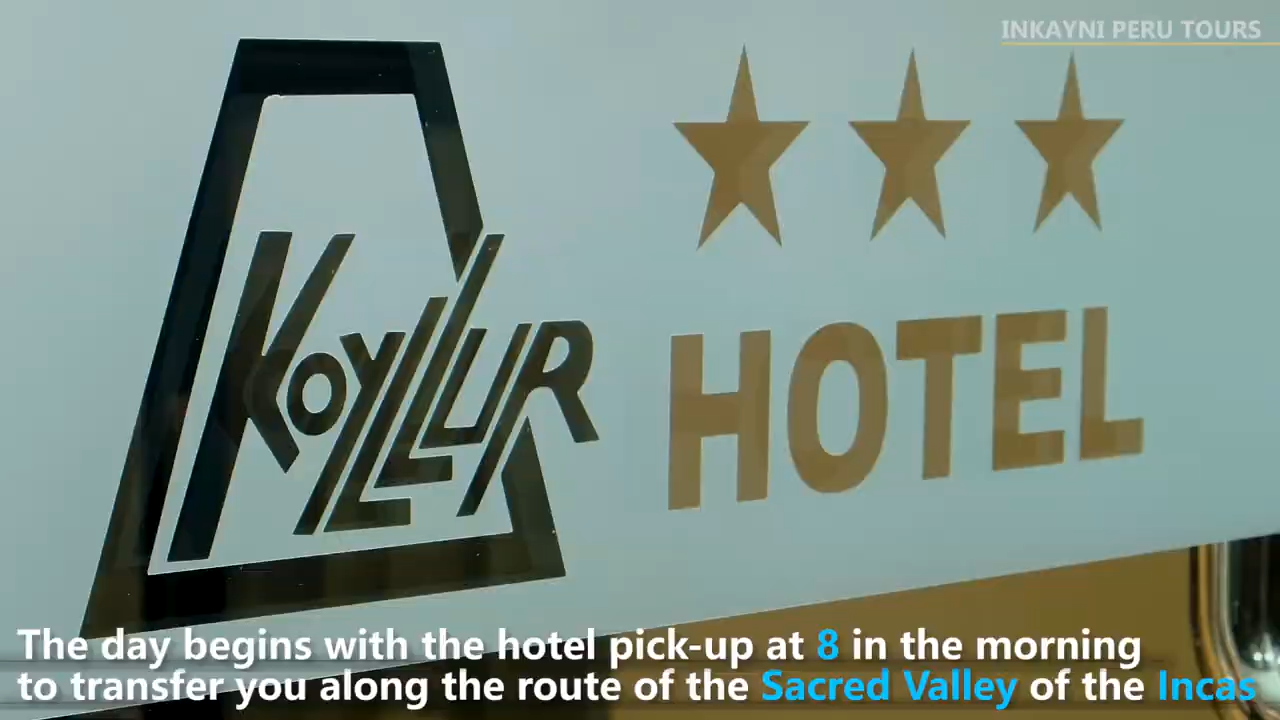 INKAYNI PERU TOURS
KOYLLUR
HOTEL
The day begins with the hotel pick-up at 8 in the morning
to transfer you along the route of the Sacred Valley of the Incas